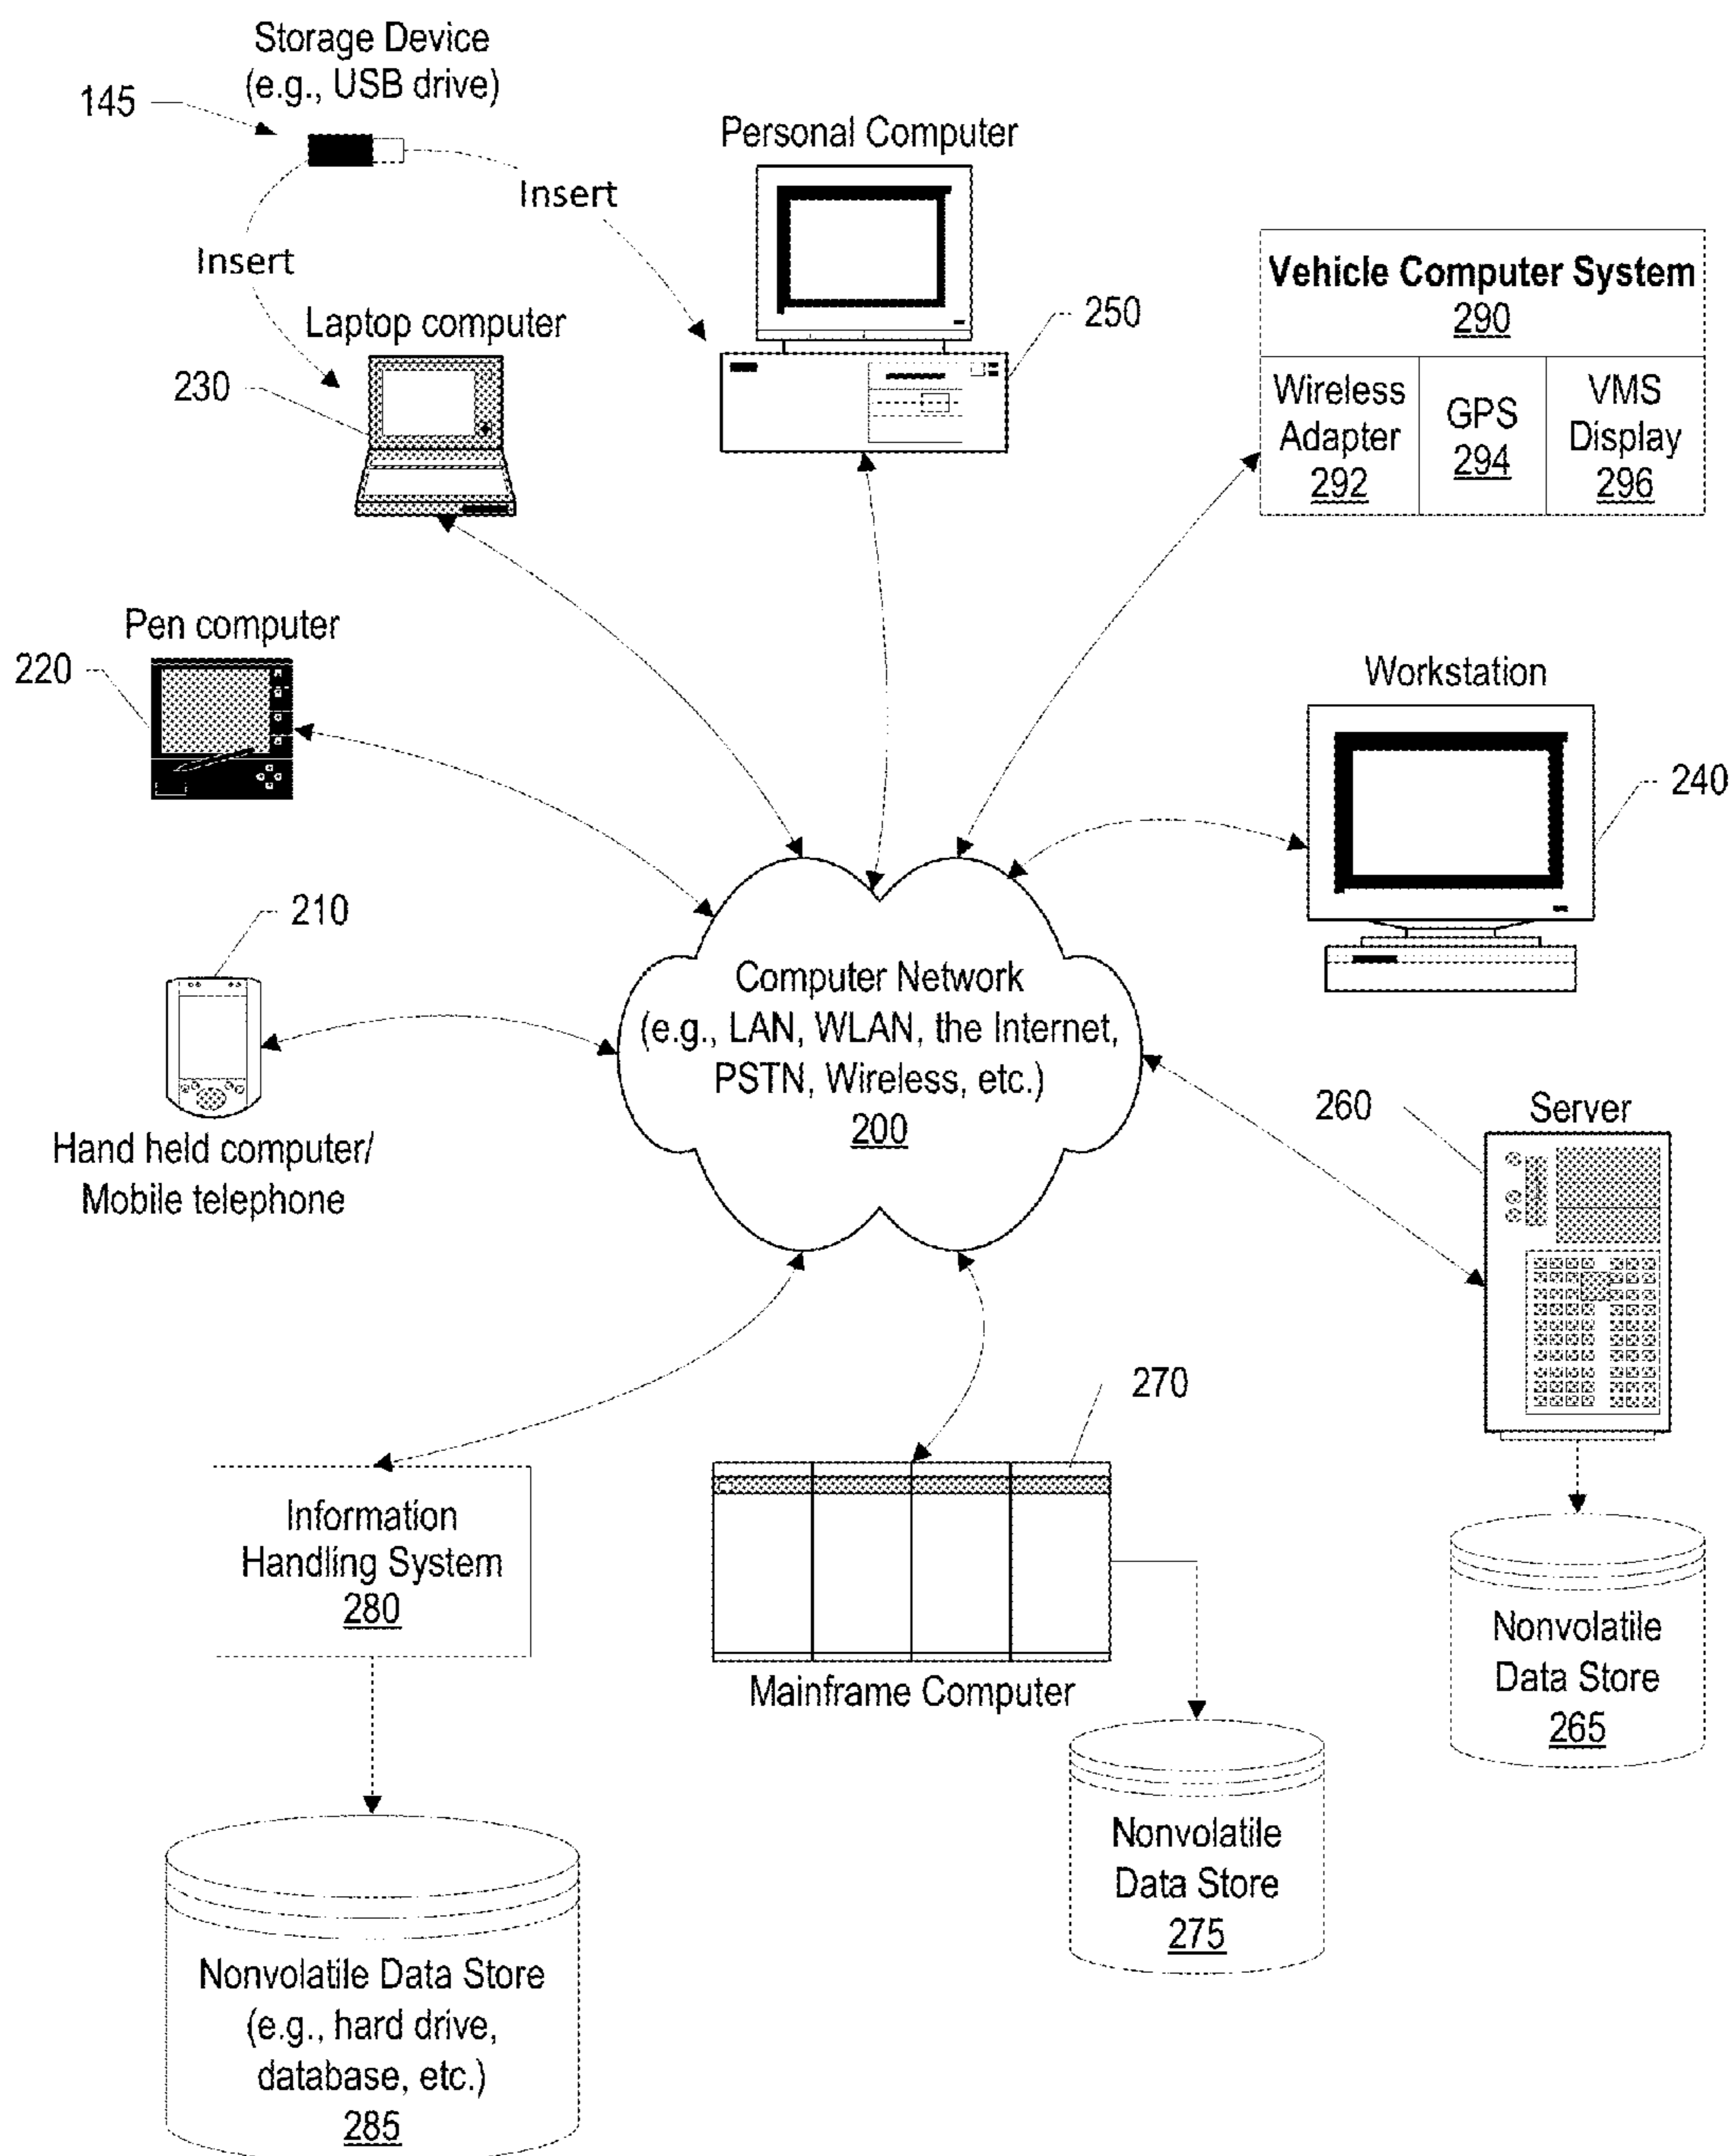 Storage Device
(e.g., USB drive)
145
Insert
Insert
Personal Computer
250
Vehicle Computer System
290
Wireless
Adapter
292
GPS
294
VMS
Display
296
Laptop computer
230
Pen computer
220
Workstation
240
210
Hand held computer/
Mobile telephone
Computer Network
(e.g., LAN, WLAN, the Internet,
PSTN, Wireless, etc.)
200
260
Server
270
Information
Handling System
280
Mainframe Computer
Nonvolatile
Data Store
265
Nonvolatile
Data Store
275
Nonvolatile Data Store
(e.g., hard drive,
database, etc.)
285